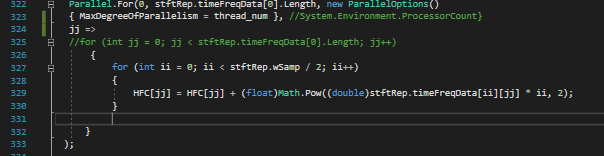 322 Parallel.For(0, stftRep.timeFreqData[0].Length, new ParallelOptions()
323 { MaxDegreeOfParallelism = thread_num }, //System.Environment.ProcessorCount}
324 jj =>
325 //for (int jj = 0; jj < stftRep.timeFreqData[0].Length; jj++)
326 {
327 for (int ii = 0; ii < stftRep.wSamp / 2; ii++)
328 {
329 HFC[jj] = HFC[jj] + (float)Math.Pow((double)stftRep.timeFreqData[ii][jj] * ii, 2);
330 }
331
332 }
333 );